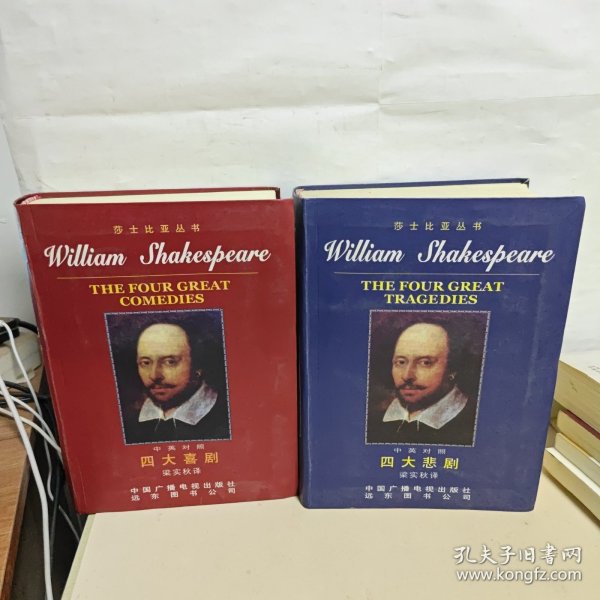 莎士比亚丛书
William Shakespeare
THE FOUR GREAT
COMEDIES
中英对照
四大喜剧
梁实秋译
中国广播电视出版社
远东图书公司
莎士比亚丛书
William Shakespeare
THE FOUR GREAT
TRAGEDIES
中英对照
四大悲剧
梁实秋译
中国广播电视出版社
远东图书公司
孔夫子旧书网
www.kongfz.com